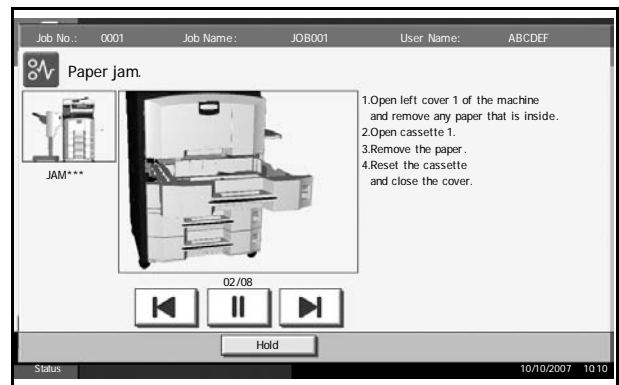 Job No.: 0001 Job Name: JOB001 User Name: ABCDEF
Paper jam.
JAM***
1.Open left cover 1 of the machine
and remove any paper that is inside.
2.Open cassette 1.
3.Remove the paper.
4.Reset the cassette
and close the cover.
02/08
Hold
Status 10/10/2007 10:10